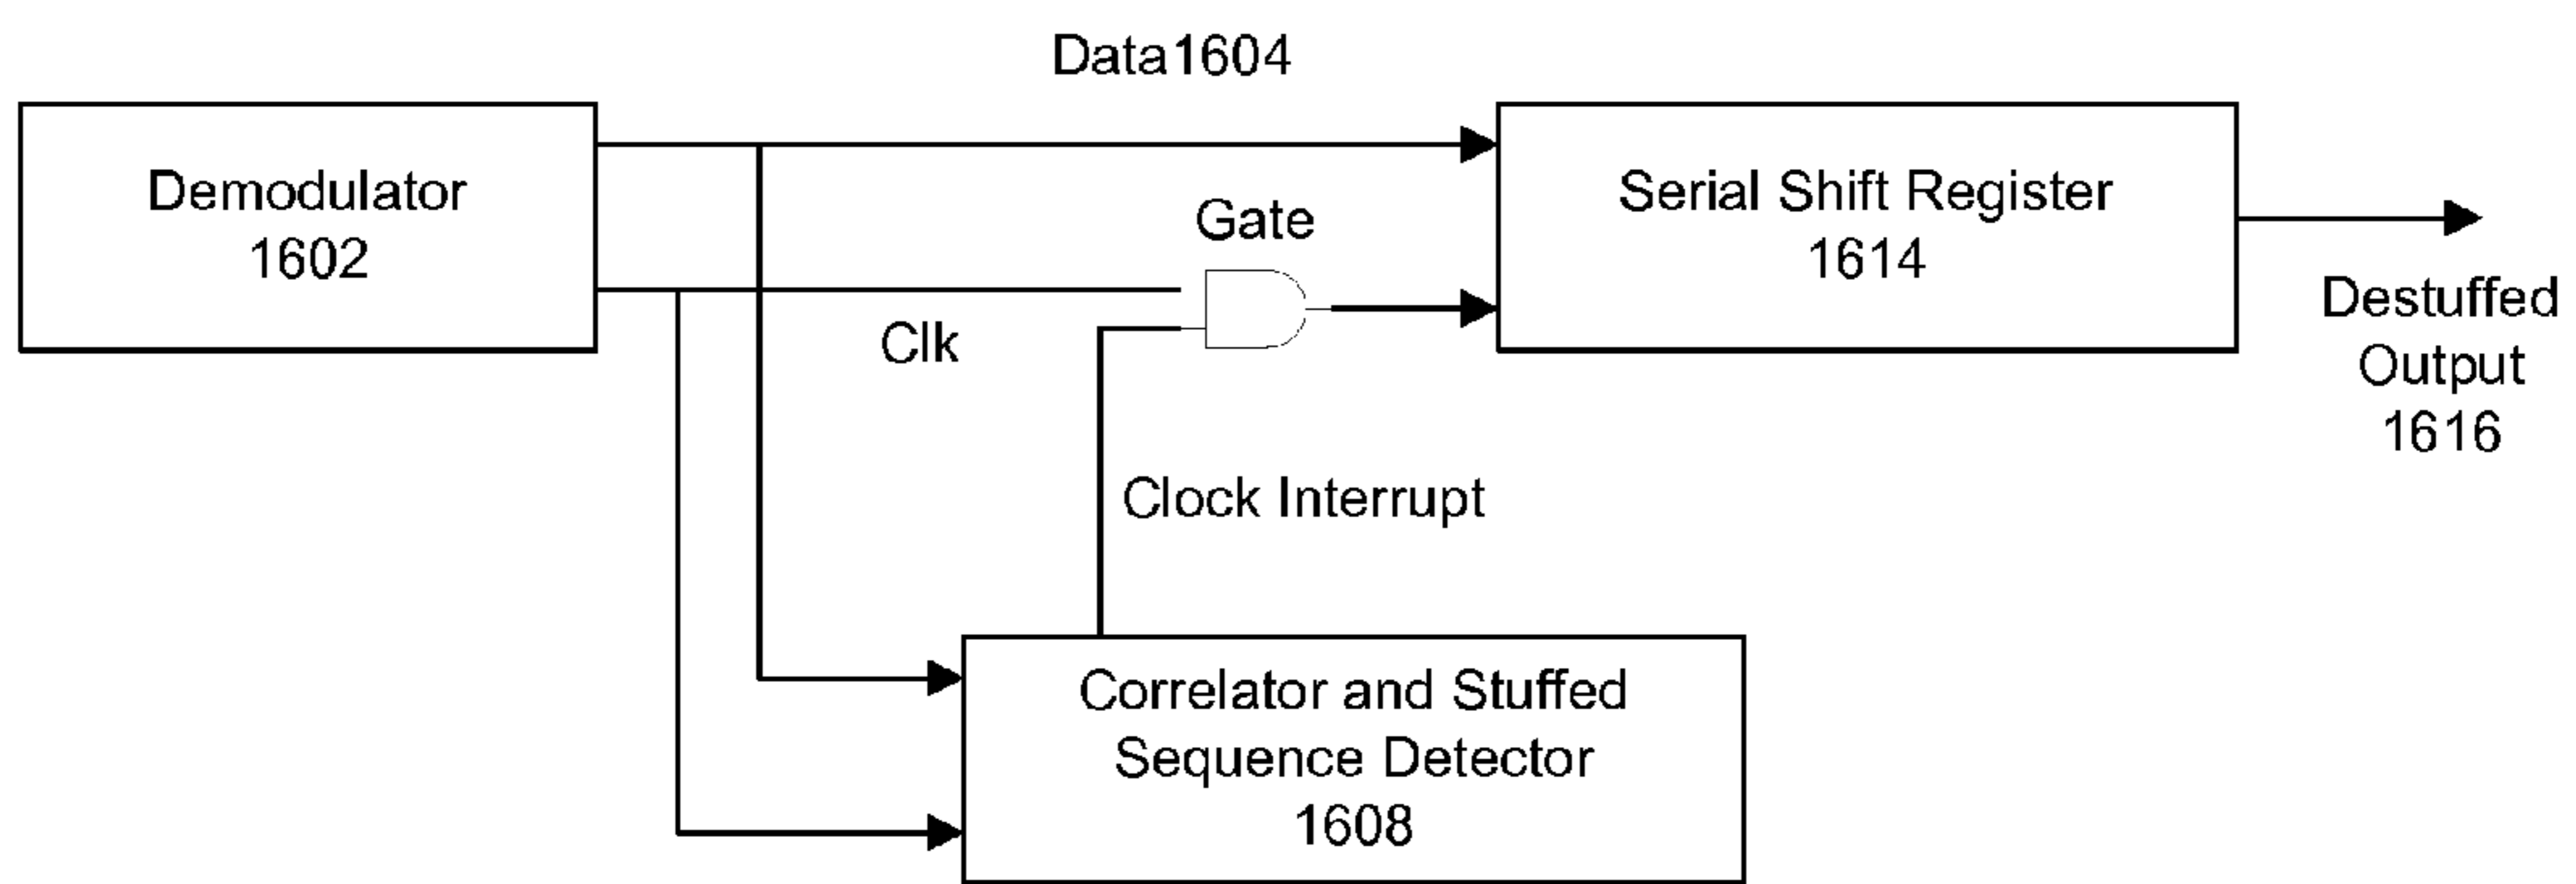 Data1604
Demodulator
1602
Serial Shift Register
1614
Gate
Clk
Destuffed
Output
1616
Clock Interrupt
Correlator and Stuffed
Sequence Detector
1608